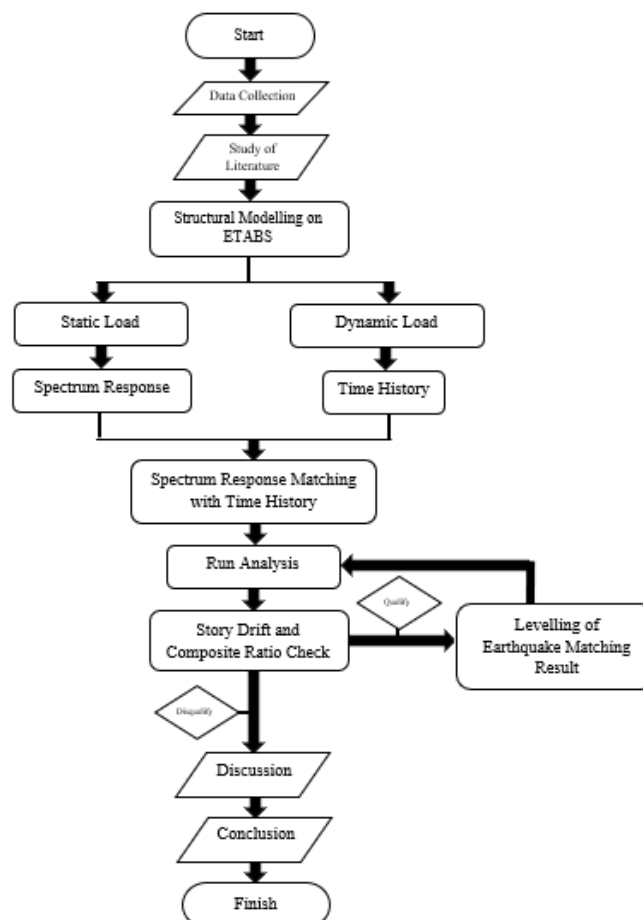 Start
Data Collection
Study of
Literature
Structural Modelling on
ETABS
Static Load
Dynamic Load
Spectrum Response
Time History
Spectrum Response Matching
with Time History
Run Analysis
Qualify
Story Drift and
Composite Ratio Check
Levelling of
Earthquake Matching
Result
Disqualify
Discussion
Conclusion
Finish